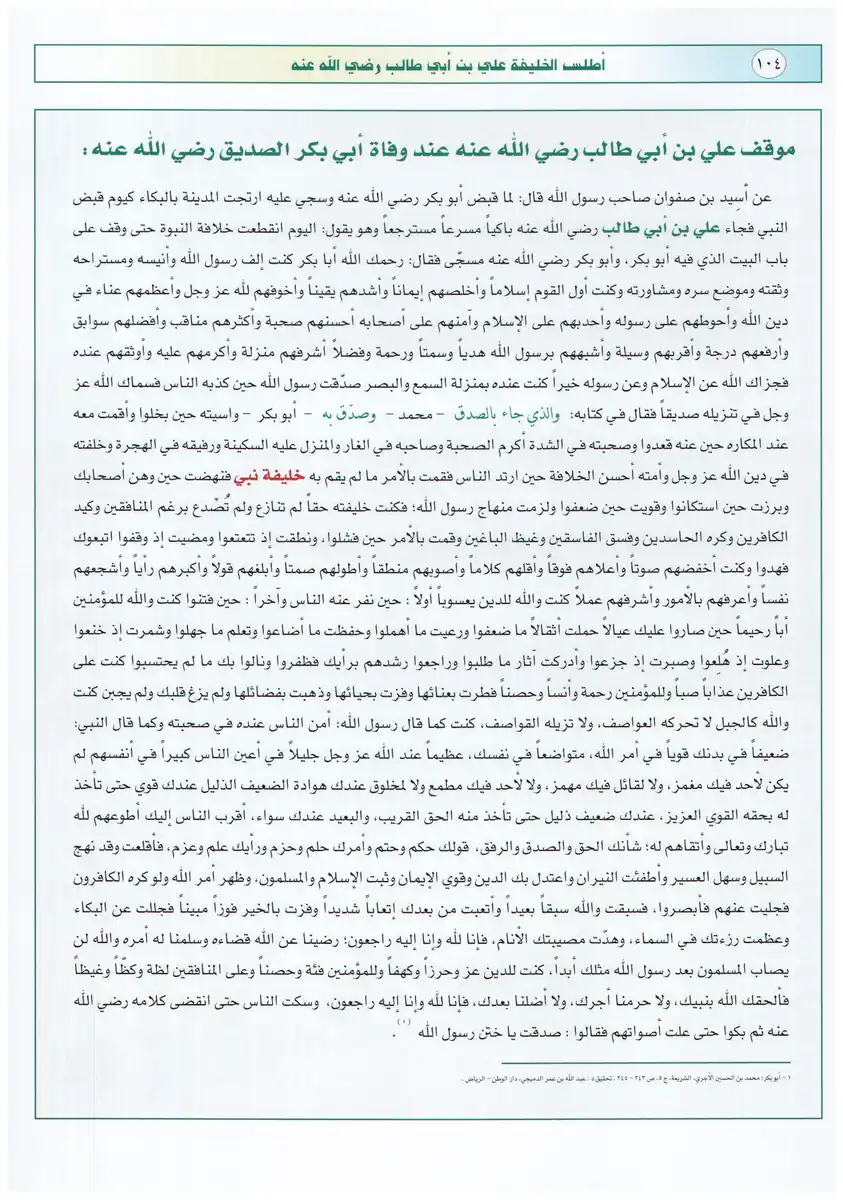 ١٠٤
أطلس الخليفة علي بن أبي طالب رضي الله عنه
موقف علي بن أبي طالب رضي الله عنه عند وفاة أبي بكر الصديق رضي الله عنه :
عن أسِيد بن صفوان صاحب رسول الله قال: لما قبض أبو بكر رضي الله عنه وسجي عليه ارتجت المدينة بالبكاء كيوم قبض
النبي فجاء علي بن أبي طالب رضي الله عنه باكياً مسرعاً مسترجعاً وهو يقول: اليوم انقطعت خلافة النبوة حتى وقف على
باب البيت الذي فيه أبو بكر، وأبو بكر رضي الله عنه مسجّى فقال: رحمك الله أبا بكر كنت إلف رسول الله وأنيسه ومستراحه
وثقته وموضع سره ومشاورته وكنت أول القوم إسلاماً وأخلصهم إيماناً وأشدهم يقيناً وأخوفهم لله عز وجل وأعظمهم عناء في
دين الله وأحوطهم على رسوله وأحدبهم على الإسلام وآمنهم على أصحابه أحسنهم صحبة وأكثرهم مناقب وأفضلهم سوابق
وأرفعهم درجة وأقربهم وسيلة وأشبههم برسول الله هدياً وسمتاً ورحمة وفضلاً أشرفهم منزلة وأكرمهم عليه وأوثقهم عنده
فجزاك الله عن الإسلام وعن رسوله خيراً كنت عنده بمنزلة السمع والبصر صدّقت رسول الله حين كذبه الناس فسماك الله عز
وجل في تنزيله صديقاً فقال في كتابه: والذي جاء بالصدق – محمد – وصدّق به – أبو بكر – واسيته حين بخلوا وأقمت معه
عند المكاره حين عنه قعدوا وصحبته في الشدة أكرم الصحبة وصاحبه في الغار والمنزل عليه السكينة ورفيقه في الهجرة وخلفته
في دين الله عز وجل وأمته أحسن الخلافة حين ارتد الناس فقمت بالأمر ما لم يقم به خليفة نبي فنهضت حين وهن أصحابك
وبرزت حين استكانوا وقويت حين ضعفوا ولزمت منهاج رسول الله؛ فكنت خليفته حقاً لم تنازع ولم تُصْدع برغم المنافقين وكيد
الكافرين وكره الحاسدين وفسق الفاسقين وغيظ الباغين وقمت بالأمر حين فشلوا، ونطقت إذ تتعتعوا ومضيت إذ وقفوا اتبعوك
فهدوا وكنت أخفضهم صوتاً وأعلاهم فوقاً وأقلهم كلاماً وأصوبهم منطقاً وأطولهم صمتاً وأبلغهم قولاً وأكبرهم رأياً وأشجعهم
نفساً وأعرفهم بالأمور وأشرفهم عملاً كنت والله للدين يعسوباً أولاً : حين نفر عنه الناس وآخراً : حين فتنوا كنت والله للمؤمنين
أباً رحيماً حين صاروا عليك عيالاً حملت أثقالاً ما ضعفوا ورعيت ما أهملوا وحفظت ما أضاعوا وتعلم ما جهلوا وشمرت إذ خنعوا
وعلوت إذ هُلِعوا وصبرت إذ جزعوا وأدركت آثار ما طلبوا وراجعوا رشدهم برأيك فظفروا ونالوا بك ما لم يحتسبوا كنت على
الكافرين عذاباً صباً وللمؤمنين رحمة وأنساً وحصناً فطرت بعنائها وفزت بحيائها وذهبت بفضائلها ولم يزغ قلبك ولم يجبن كنت
والله كالجبل لا تحركه العواصف، ولا تزيله القواصف، كنت كما قال رسول الله: أمن الناس عنده في صحبته وكما قال النبي:
ضعيفاً في بدنك قوياً في أمر الله، متواضعاً في نفسك، عظيماً عند الله عز وجل جليلاً في أعين الناس كبيراً في أنفسهم لم
يكن لأحد فيك مغمز، ولا لقائل فيك مهمز، ولا لأحد فيك مطمع ولا لمخلوق عندك هوادة الضعيف الذليل عندك قوي حتى تأخذ
له بحقه القوي العزيز، عندك ضعيف ذليل حتى تأخذ منه الحق القريب، والبعيد عندك سواء، أقرب الناس إليك أطوعهم لله
تبارك وتعالى وأتقاهم له؛ شأنك الحق والصدق والرفق، قولك حكم وحتم وأمرك حلم وحزم ورأيك علم وعزم، فأقلعت وقد نهج
السبيل وسهل العسير وأطفئت النيران واعتدل بك الدين وقوي الإيمان وثبت الإسلام والمسلمون، وظهر أمر الله ولو كره الكافرون
فجليت عنهم فأبصروا، فسبقت والله سبقاً بعيداً وأتعبت من بعدك إتعاباً شديداً وفزت بالخير فوزاً مبيناً فجللت عن البكاء
وعظمت رزءتك في السماء، وهدّت مصيبتك الأنام، فإنا لله وإنا إليه راجعون؛ رضينا عن الله قضاءه وسلمنا له أمره والله لن
يصاب المسلمون بعد رسول الله مثلك أبداً، كنت للدين عز وحرزاً وكهفاً وللمؤمنين فئة وحصناً وعلى المنافقين لظة وكظّاً وغيظاً
فألحقك الله بنبيك، ولا حرمنا أجرك، ولا أضلنا بعدك، فإنا لله وإنا إليه راجعون، وسكت الناس حتى انقضى كلامه رضي الله
عنه ثم بكوا حتى علت أصواتهم فقالوا : صدقت يا ختن رسول الله (١).
١ – أبو بكر: محمد بن الحسين الآجري، الشريعة، ج ٥، ص ٢٤٣ – ٢٤٥ ، تحقيق د : عبد الله بن عمر الدميجي، دار الوطن – الرياض .